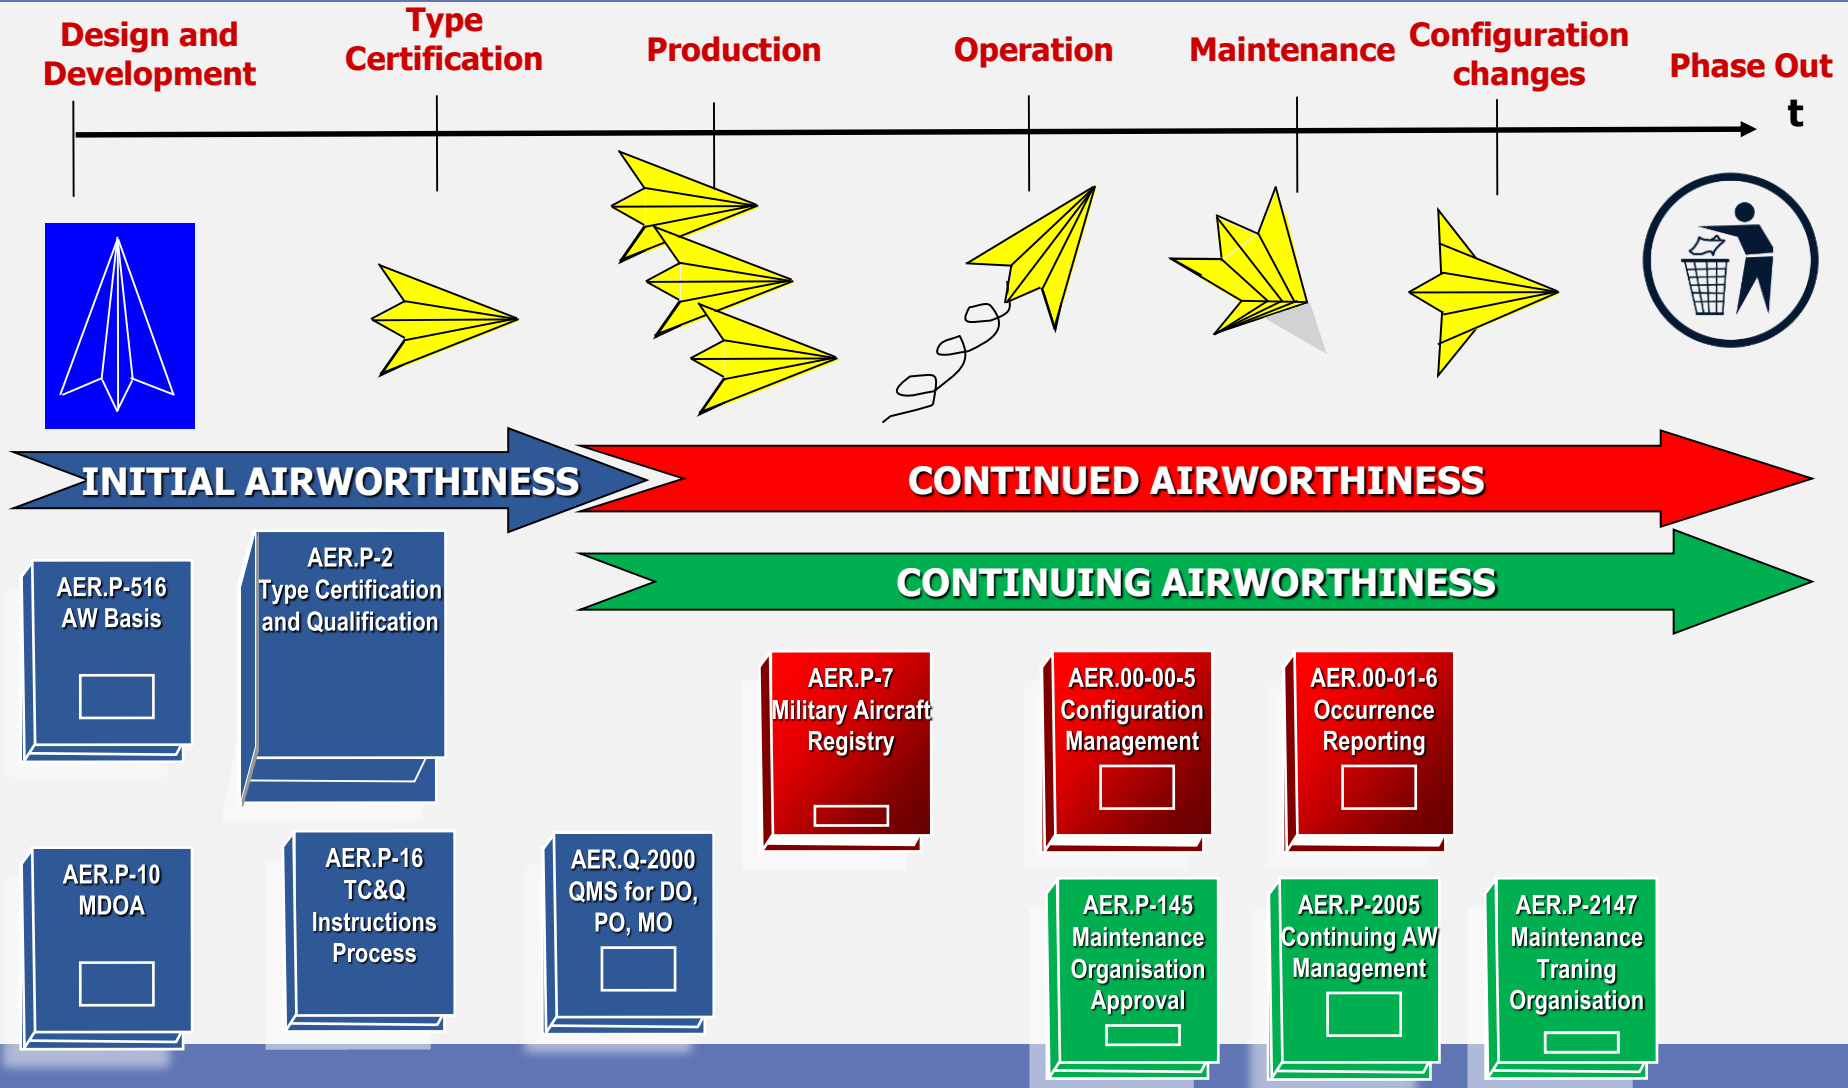 Design and
Development
Type
Certification
Production
Operation
Maintenance
Configuration
changes
Phase Out
t
INITIAL AIRWORTHINESS
CONTINUED AIRWORTHINESS
CONTINUING AIRWORTHINESS
AER.P-516
AW Basis
AER.P-2
Type Certification
and Qualification
AER.P-7
Military Aircraft
Registry
AER.00-00-5
Configuration
Management
AER.00-01-6
Occurrence
Reporting
AER.P-10
MDOA
AER.P-16
TC&Q
Instructions
Process
AER.Q-2000
QMS for DO,
PO, MO
AER.P-145
Maintenance
Organisation
Approval
AER.P-2005
Continuing AW
Management
AER.P-2147
Maintenance
Traning
Organisation